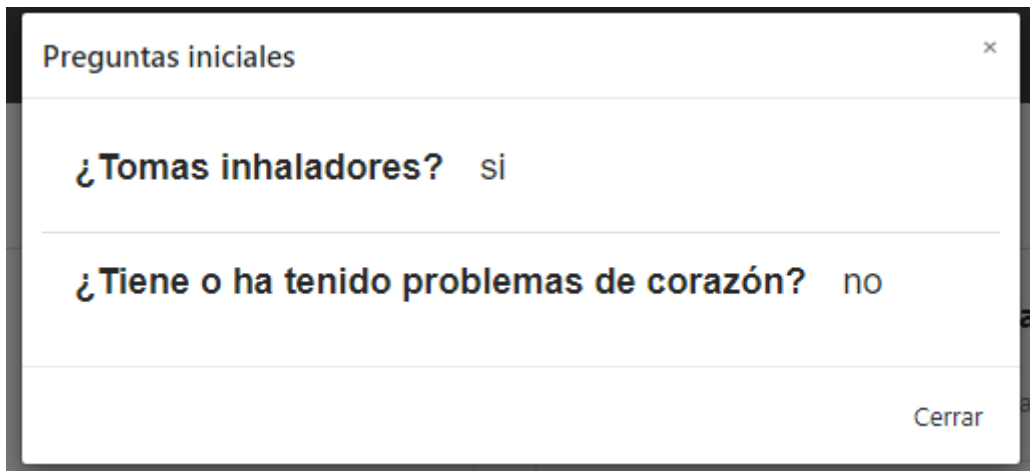 Preguntas iniciales ×
¿Tomas inhaladores? si
¿Tiene o ha tenido problemas de corazón? no
Cerrar